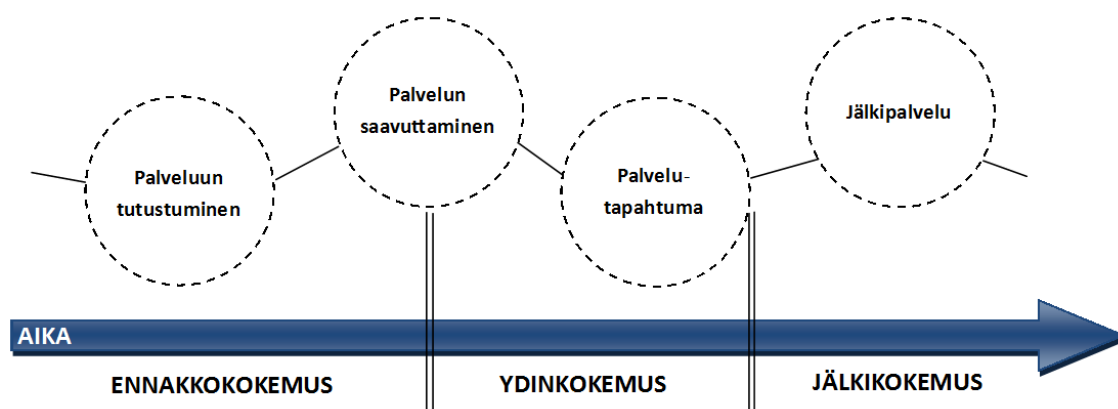 Palveluun
tutustuminen
Palvelun
saavuttaminen
Palvelu-
tapahtuma
Jälkipalvelu
AIKA
ENNAKKOKOKEMUS
YDINKOKEMUS
JÄLKIKOKEMUS